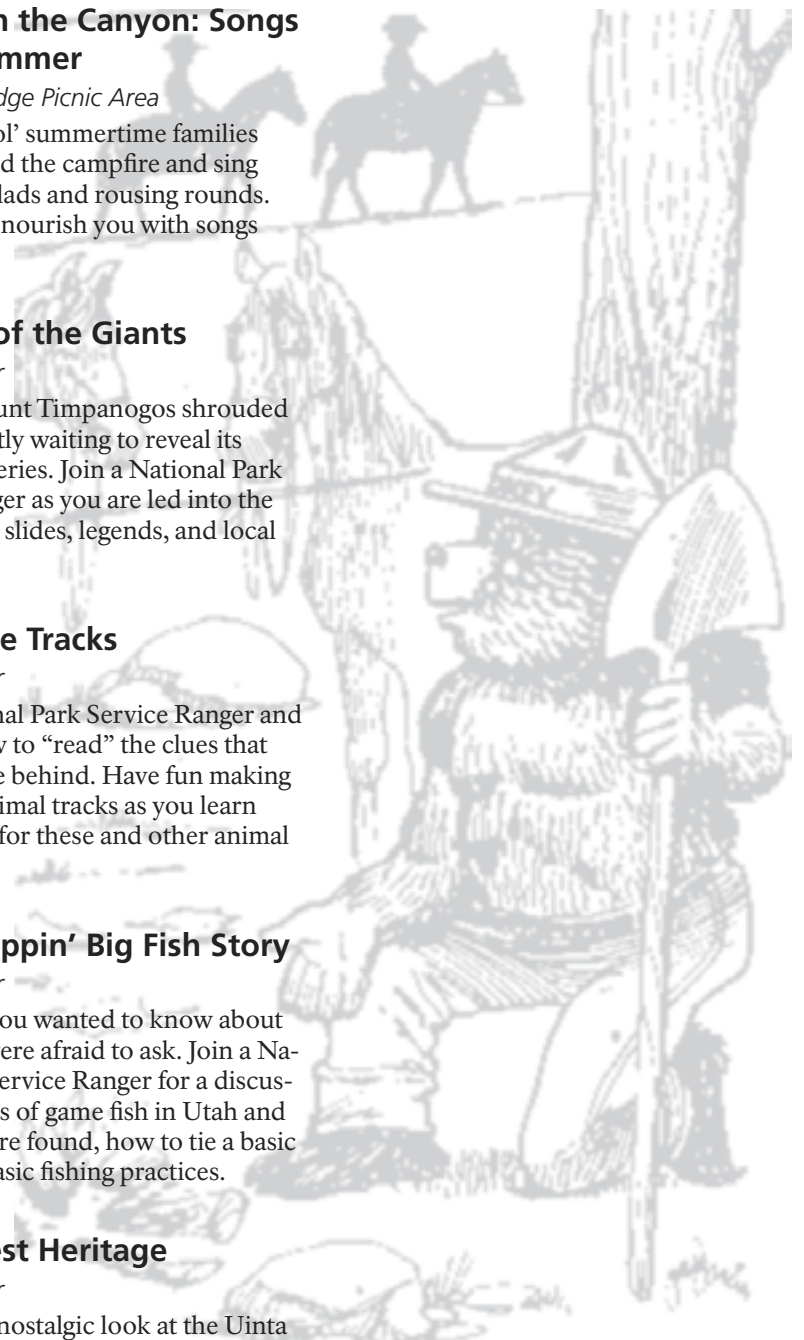 n the Canyon: Songs
mmer
dge Picnic Area
ol’ summertime families
d the campfire and sing
lads and rousing rounds.
nourish you with songs
of the Giants
r
unt Timpanogos shrouded
tly waiting to reveal its
eries. Join a National Park
ger as you are led into the
slides, legends, and local
e Tracks
r
nal Park Service Ranger and
w to “read” the clues that
e behind. Have fun making
imal tracks as you learn
for these and other animal
ppin’ Big Fish Story
r
ou wanted to know about
ere afraid to ask. Join a Na-
ervice Ranger for a discus-
s of game fish in Utah and
re found, how to tie a basic
asic fishing practices.
est Heritage
r
nostalgic look at the Uinta